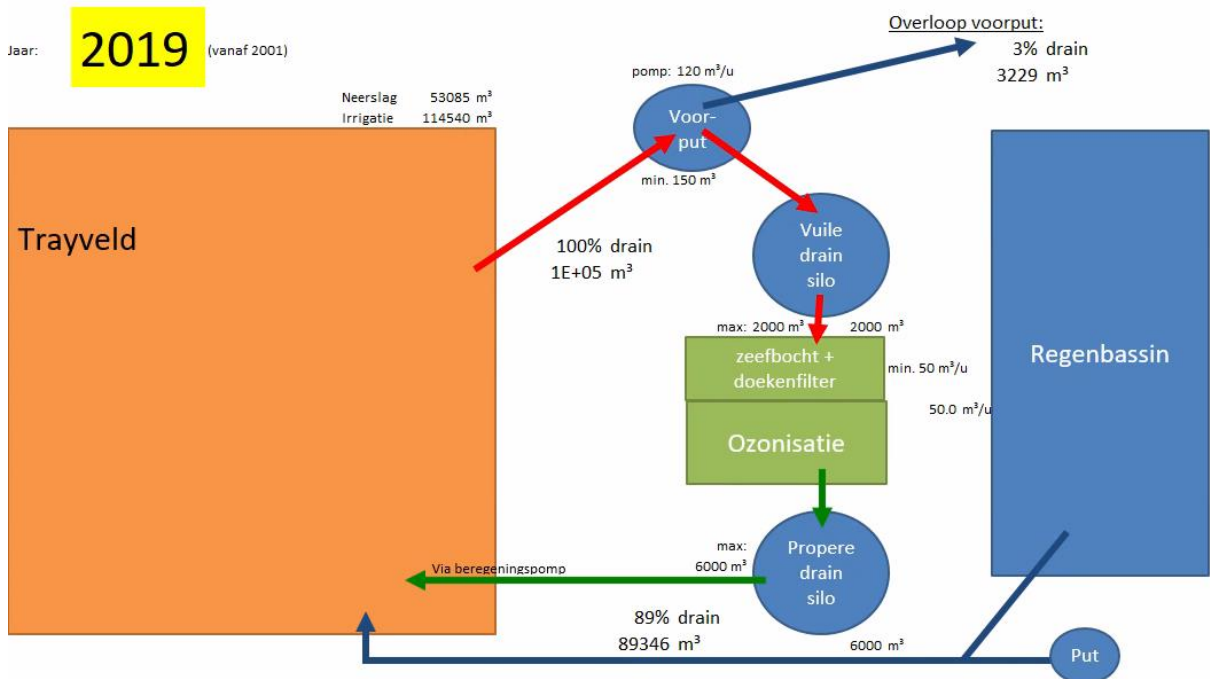 Jaar: 2019 (vanaf 2001)
Overloop voorput:
3% drain
3229 m³
pomp: 120 m³/u
Neerslag 53085 m³
Irrigatie 114540 m³
Voor-
put
min. 150 m³
Trayveld
100% drain
1E+05 m³
Vuile
drain
silo
max: 2000 m³ 2000 m³
zeefbocht +
doekenfilter
min. 50 m³/u
Regenbassin
50.0 m³/u
Ozonisatie
Propere
drain
silo
max:
6000 m³
Via beregeningspomp
89% drain
89346 m³
6000 m³
Put